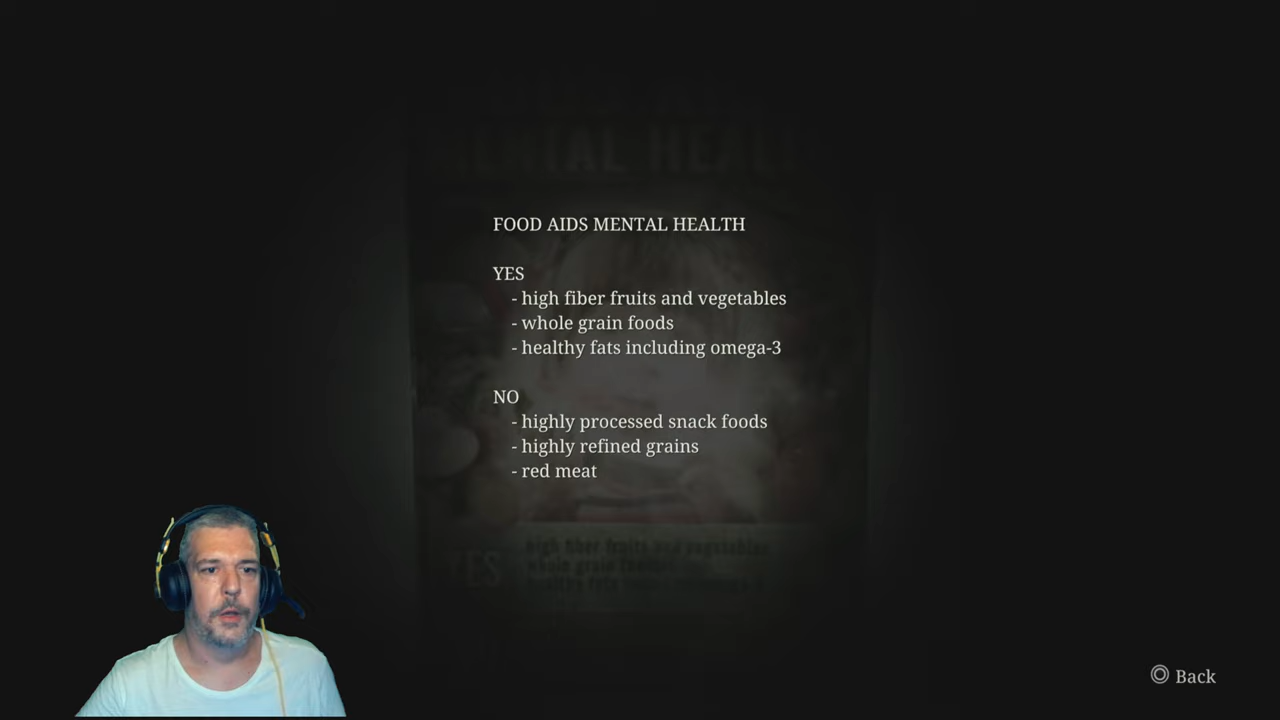 FOOD AIDS MENTAL HEALTH
YES
- high fiber fruits and vegetables
- whole grain foods
- healthy fats including omega-3
NO
- highly processed snack foods
- highly refined grains
- red meat
Back